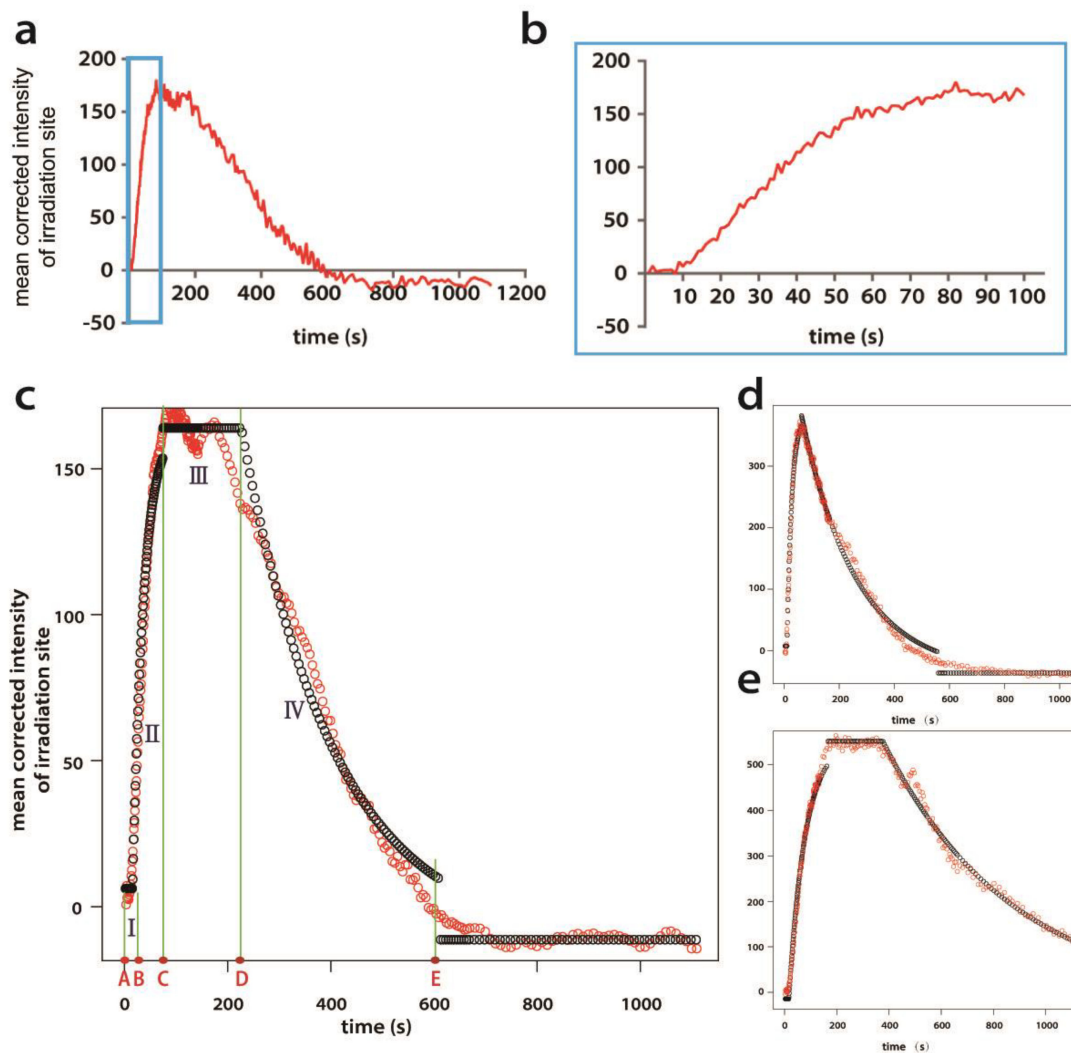 a
mean corrected intensity
of irradiation site
200
150
100
50
0
-50
200 400 600 800 1000 1200
time (s)
b
200
150
100
50
0
-50
10 20 30 40 50 60 70 80 90 100
time (s)
c
mean corrected intensity
of irradiation site
150
100
50
0
I
II
III
IV
A B C D E
0 200 400 600 800 1000
time (s)
d
300
200
100
0
0 200 400 600 800 1000
time (s)
e
500
400
300
200
100
0
0 200 400 600 800 1000
time (s)